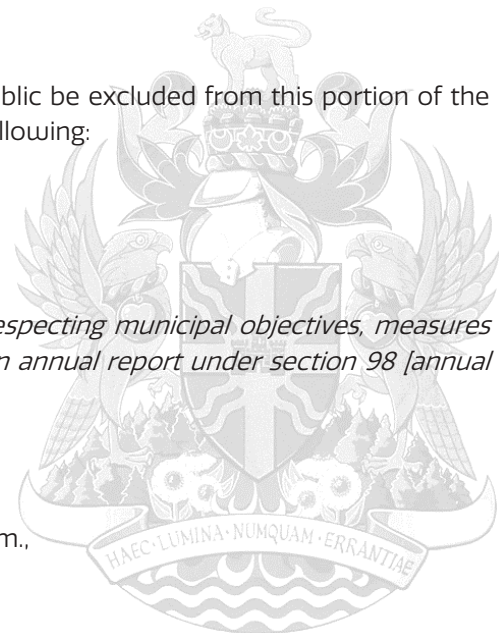 blic be excluded from this portion of the
llowing:
especting municipal objectives, measures
n annual report under section 98 [annual
m.,
HAEC·LUMINA·NUMQUAM·ERRANTIAE